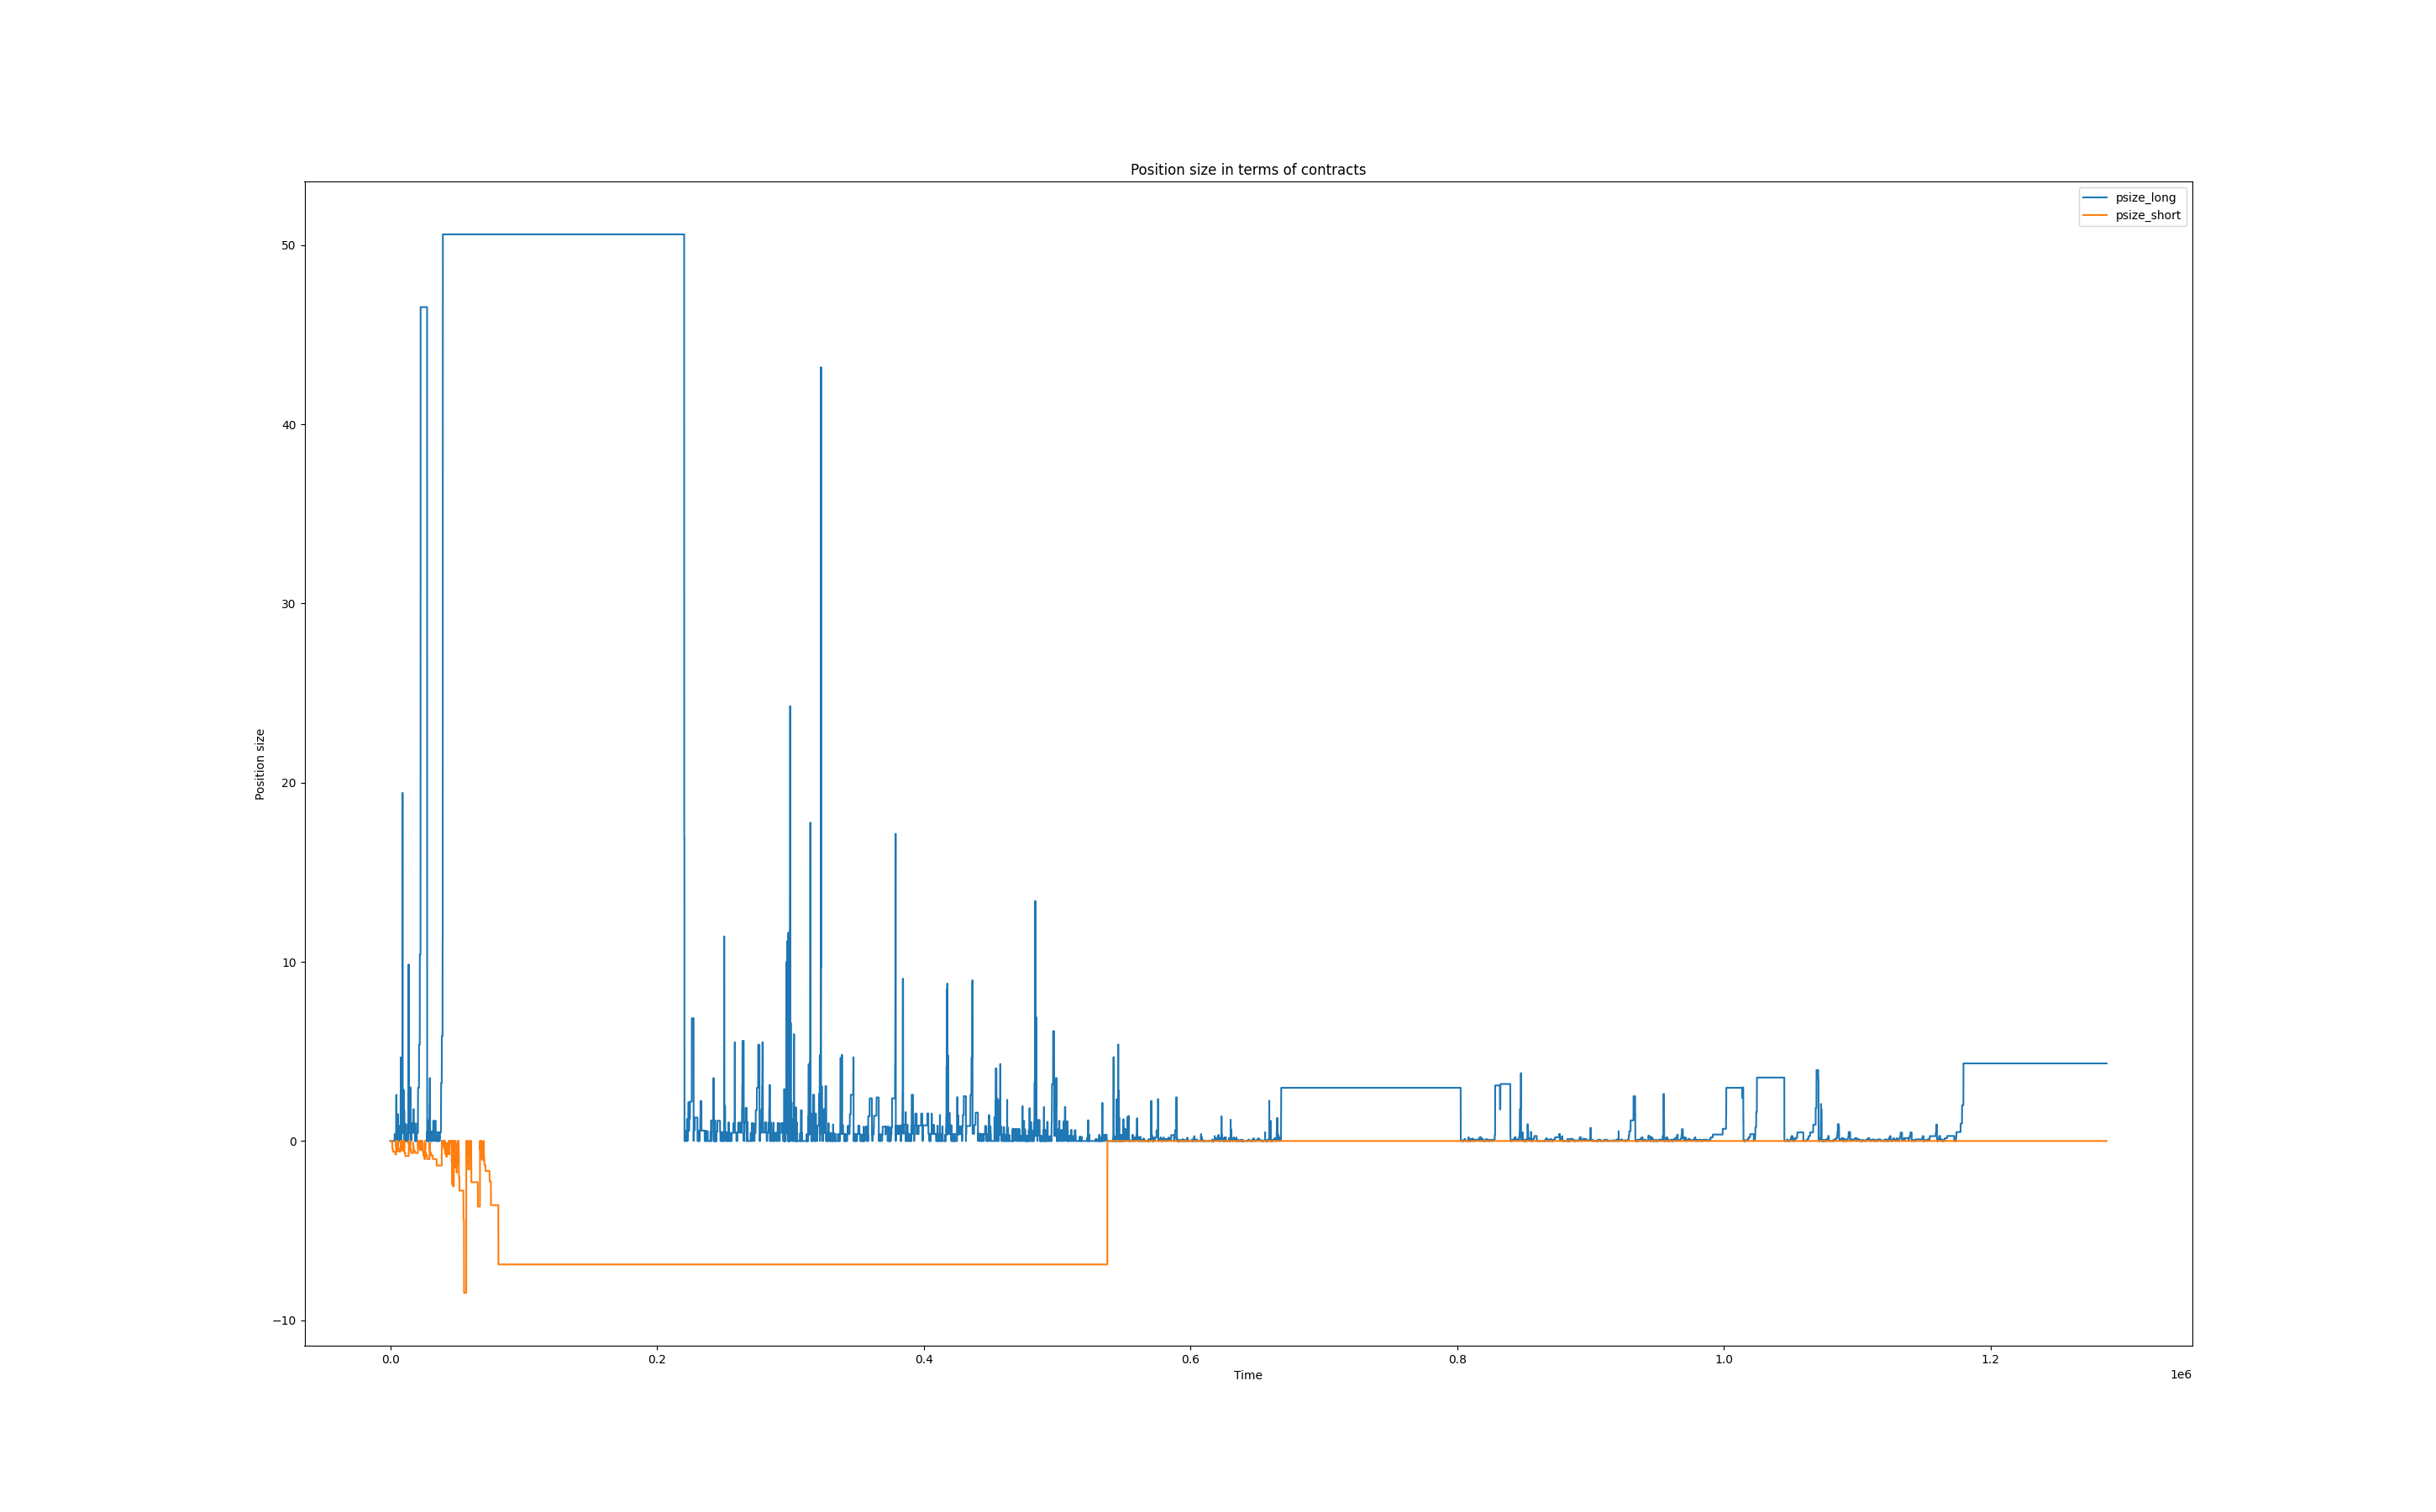 Position size in terms of contracts
psize_long
psize_short
Position size
50
40
30
20
10
0
−10
0.0
0.2
0.4
0.6
0.8
1.0
1.2
Time
1e6